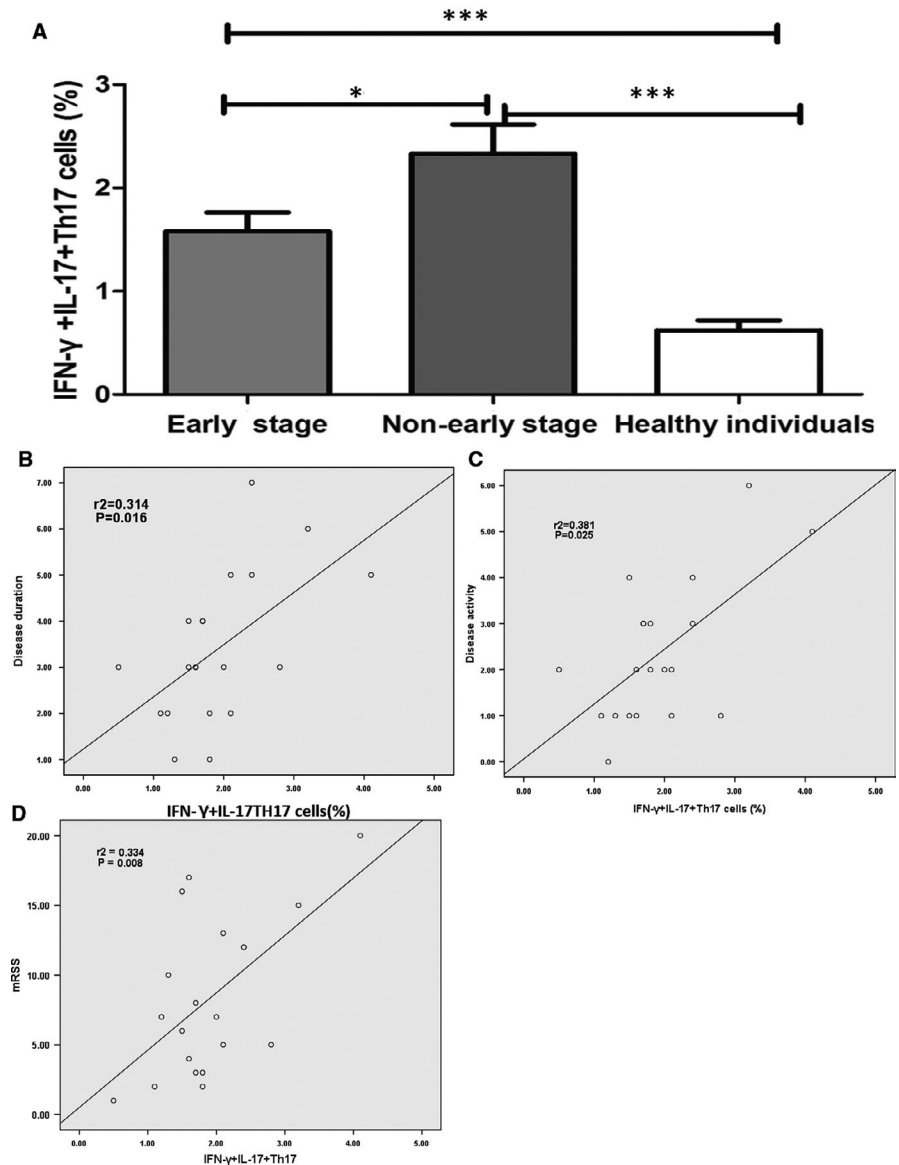 A
***
*
***
IFN-γ +IL-17+Th17 cells (%)
3
2
1
0
Early stage
Non-early stage
Healthy individuals
B
r2=0.314
P=0.016
Disease duration
7.00
6.00
5.00
4.00
3.00
2.00
1.00
0.00 1.00 2.00 3.00 4.00 5.00
IFN-γ+IL-17TH17 cells(%)
C
r2=0.381
P=0.025
Disease activity
6.00
5.00
4.00
3.00
2.00
1.00
0.00
0.00 1.00 2.00 3.00 4.00 5.00
IFN-γ+IL-17+Th17 cells (%)
D
r2 = 0.334
P = 0.008
mRSS
20.00
15.00
10.00
5.00
0.00
0.00 1.00 2.00 3.00 4.00 5.00
IFN-γ+IL-17+Th17